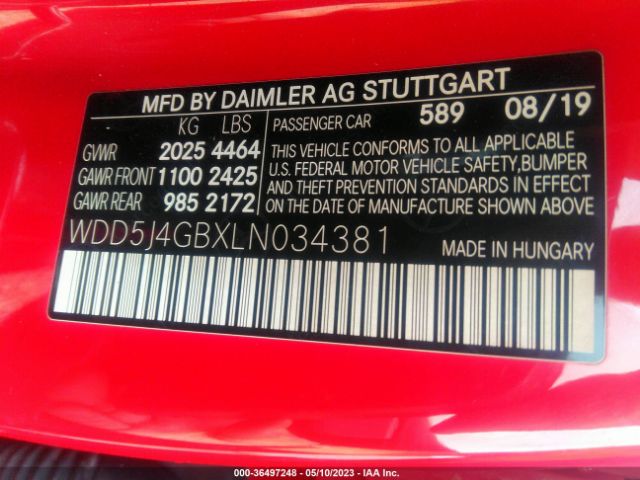 MFD BY DAIMLER AG STUTTGART
KG LBS PASSENGER CAR 589 08/19
GVWR 2025 4464
GAWR FRONT 1100 2425
GAWR REAR 985 2172
THIS VEHICLE CONFORMS TO ALL APPLICABLE
U.S. FEDERAL MOTOR VEHICLE SAFETY, BUMPER
AND THEFT PREVENTION STANDARDS IN EFFECT
ON THE DATE OF MANUFACTURE SHOWN ABOVE
WDD5J4GBXLN034381 MADE IN HUNGARY
000-36497248 - 05/10/2023 - IAA Inc.